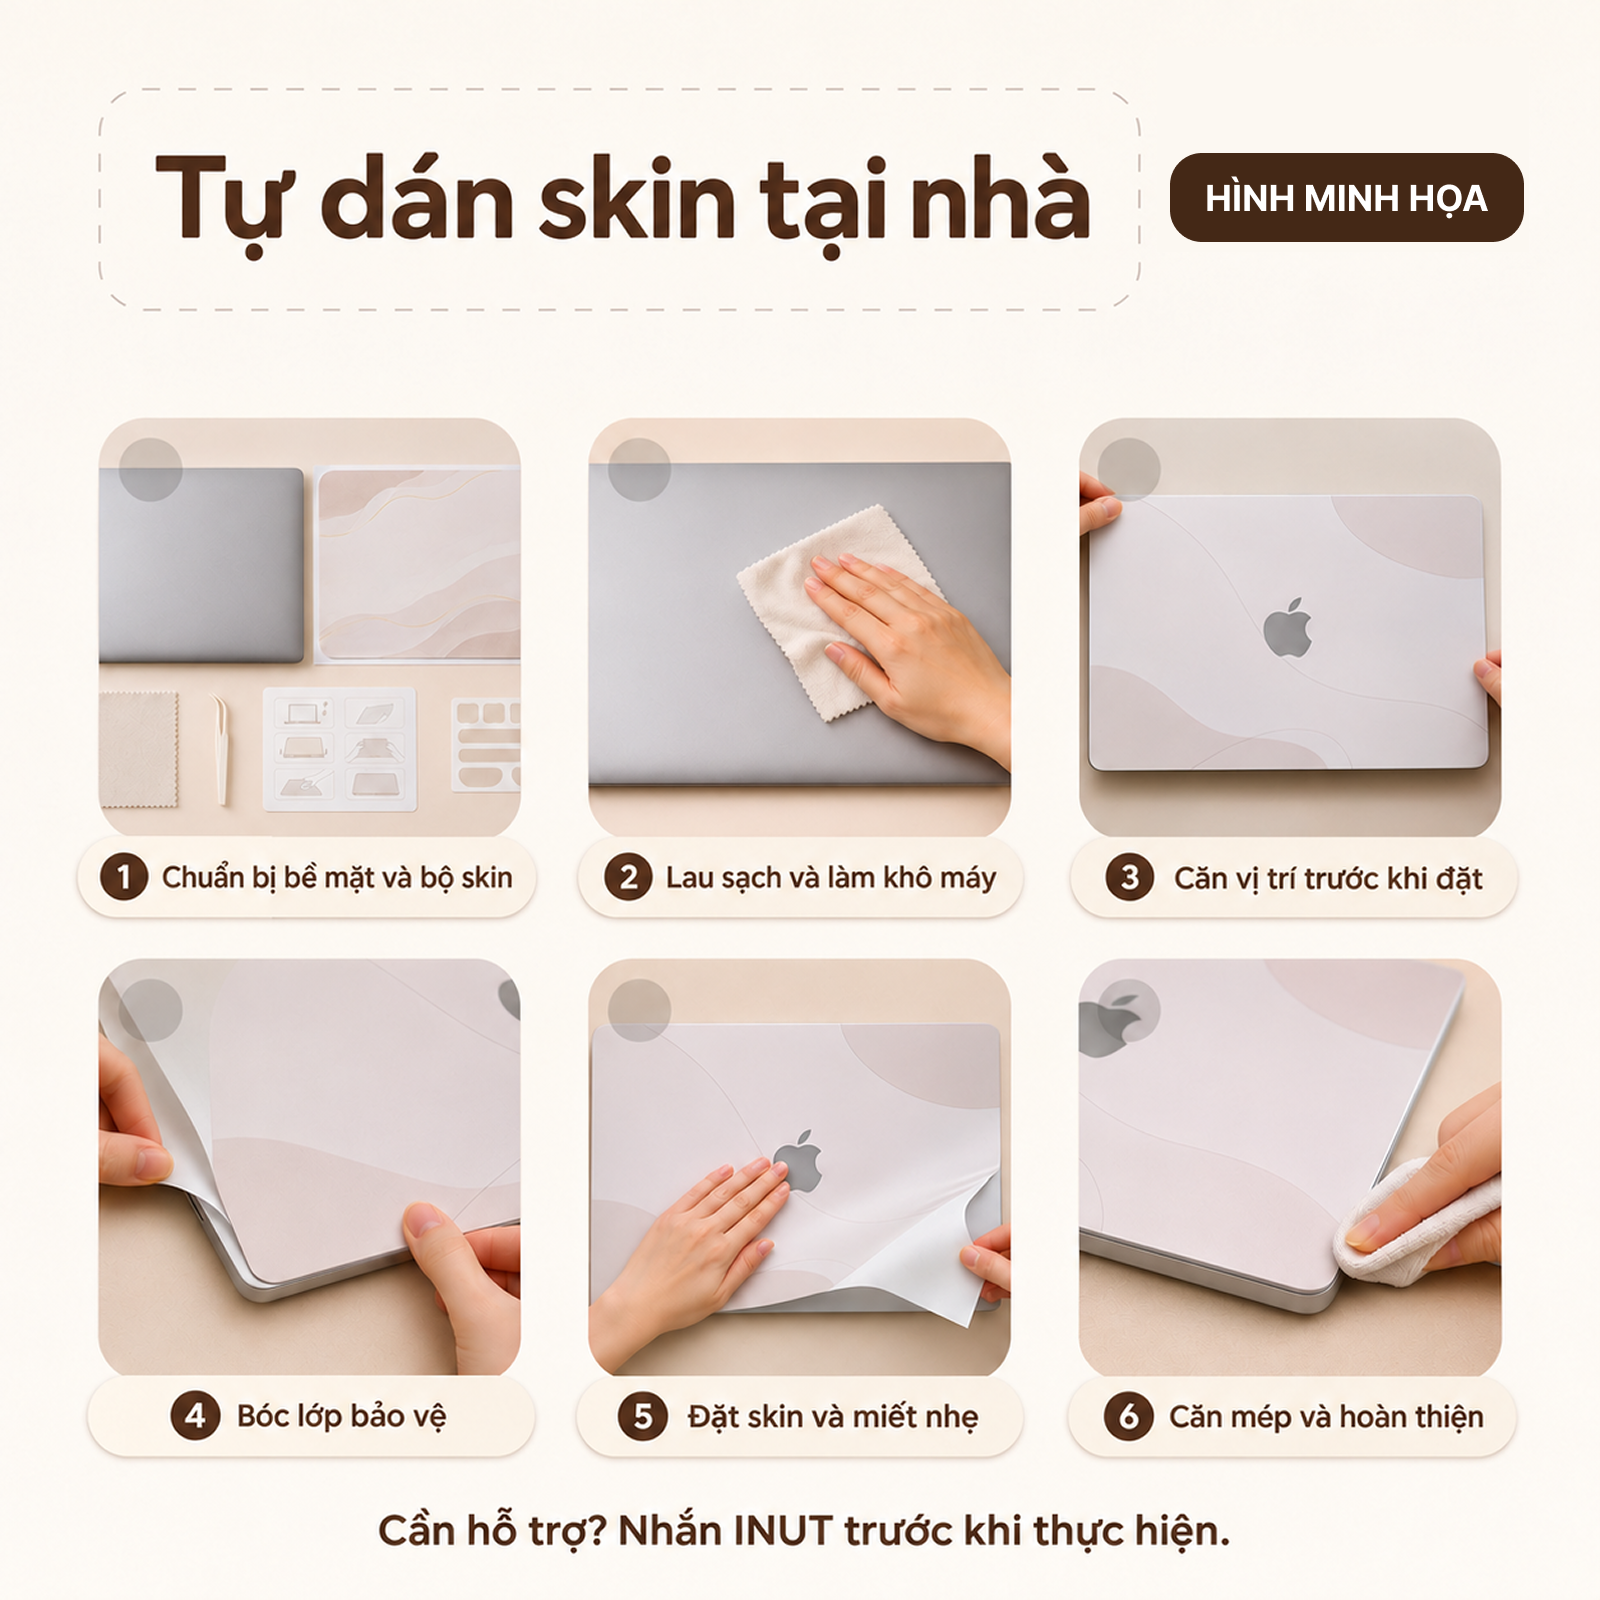 Tự dán skin tại nhà
HÌNH MINH HỌA
1 Chuẩn bị bề mặt và bộ skin
2 Lau sạch và làm khô máy
3 Căn vị trí trước khi đặt
4 Bóc lớp bảo vệ
5 Đặt skin và miết nhẹ
6 Căn mép và hoàn thiện
Cần hỗ trợ? Nhắn INUT trước khi thực hiện.